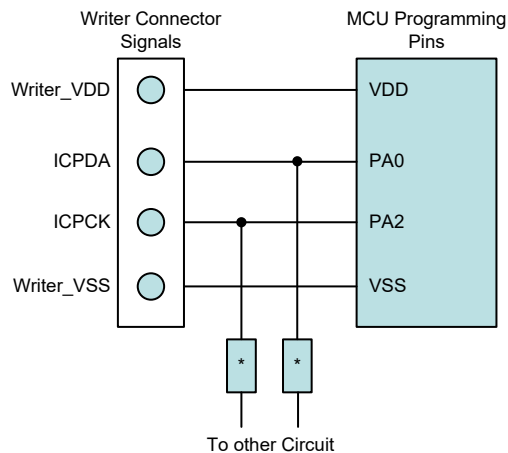 Writer Connector
Signals
MCU Programming
Pins
Writer_VDD
VDD
ICPDA
PA0
ICPCK
PA2
Writer_VSS
VSS
* *
To other Circuit